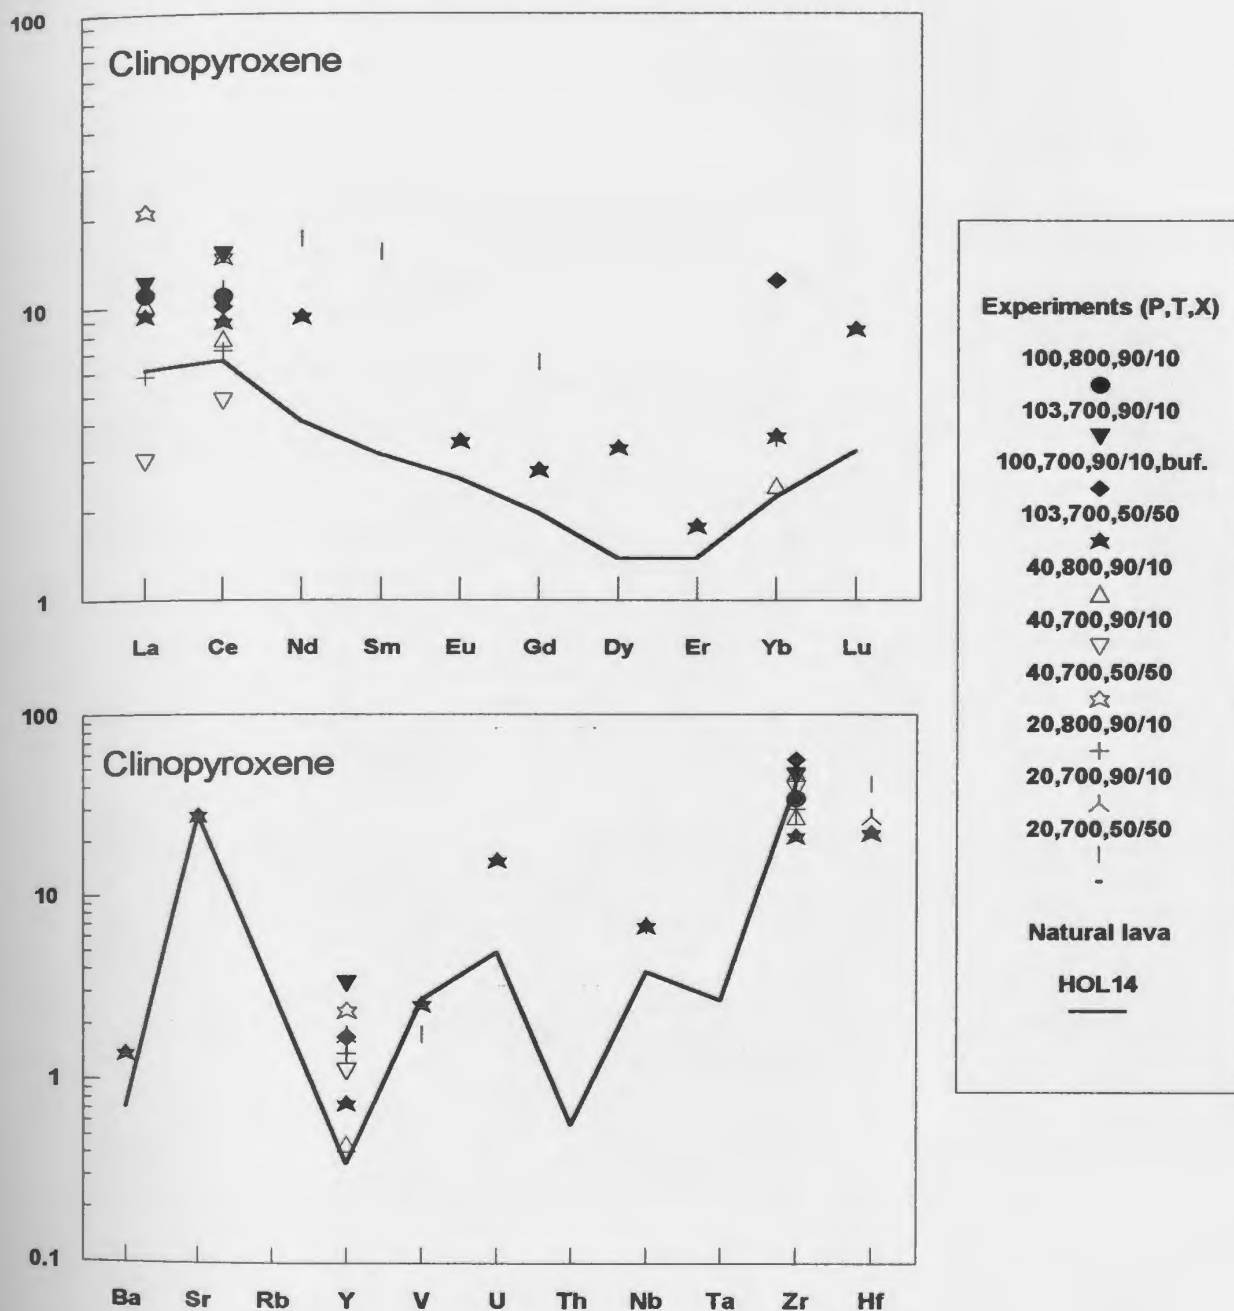 100
Clinopyroxene
10
1
La Ce Nd Sm Eu Gd Dy Er Yb Lu
100
Clinopyroxene
10
1
0.1
Ba Sr Rb Y V U Th Nb Ta Zr Hf
Experiments (P,T,X)
100,800,90/10
103,700,90/10
100,700,90/10,buf.
103,700,50/50
40,800,90/10
40,700,90/10
40,700,50/50
20,800,90/10
20,700,90/10
20,700,50/50
Natural lava
HOL14